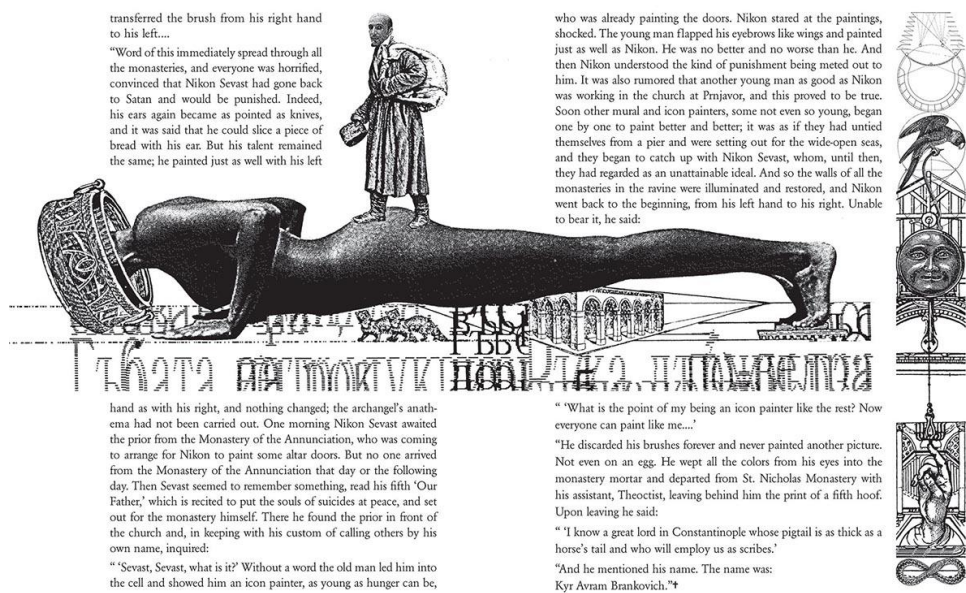 transferred the brush from his right hand
to his left....
“Word of this immediately spread through all
the monasteries, and everyone was horrified,
convinced that Nikon Sevast had gone back
to Satan and would be punished. Indeed,
his ears again became as pointed as knives,
and it was said that he could slice a piece of
bread with his ear. But his talent remained
the same; he painted just as well with his left
hand as with his right, and nothing changed; the archangel’s anath-
ema had not been carried out. One morning Nikon Sevast awaited
the prior from the Monastery of the Annunciation, who was coming
to arrange for Nikon to paint some altar doors. But no one arrived
from the Monastery of the Annunciation that day or the following
day. Then Sevast seemed to remember something, read his fifth ‘Our
Father,’ which is recited to put the souls of suicides at peace, and set
out for the monastery himself. There he found the prior in front of
the church and, in keeping with his custom of calling others by his
own name, inquired:
“ ‘Sevast, Sevast, what is it?’ Without a word the old man led him into
the cell and showed him an icon painter, as young as hunger can be,
who was already painting the doors. Nikon stared at the paintings,
shocked. The young man flapped his eyebrows like wings and painted
just as well as Nikon. He was no better and no worse than he. And
then Nikon understood the kind of punishment being meted out to
him. It was also rumored that another young man as good as Nikon
was working in the church at Prnjavor, and this proved to be true.
Soon other mural and icon painters, some not even so young, began
one by one to paint better and better; it was as if they had untied
themselves from a pier and were setting out for the wide-open seas,
and they began to catch up with Nikon Sevast, whom, until then,
they had regarded as an unattainable ideal. And so the walls of all the
monasteries in the ravine were illuminated and restored, and Nikon
went back to the beginning, from his left hand to his right. Unable
to bear it, he said:
“ ‘What is the point of my being an icon painter like the rest? Now
everyone can paint like me....’
“He discarded his brushes forever and never painted another picture.
Not even on an egg. He wept all the colors from his eyes into the
monastery mortar and departed from St. Nicholas Monastery with
his assistant, Theoctist, leaving behind him the print of a fifth hoof.
Upon leaving he said:
“ ‘I know a great lord in Constantinople whose pigtail is as thick as a
horse’s tail and who will employ us as scribes.’
“And he mentioned his name. The name was:
Kyr Avram Brankovich.”✝